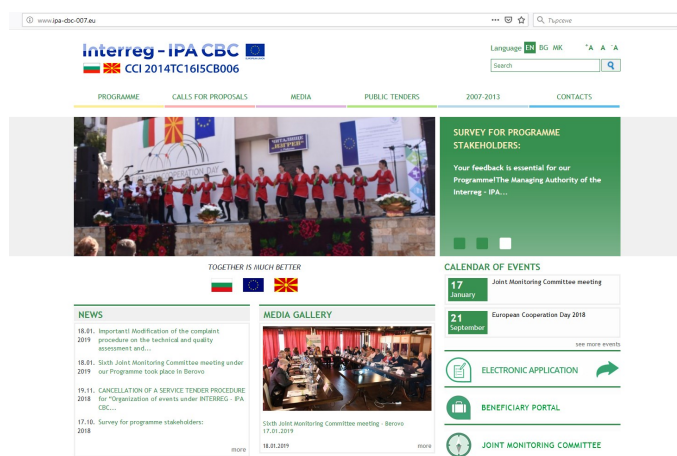 www.ipa-cbc-007.eu
Търсене
Interreg - IPA CBC
CCI 2014TC16I5CB006
Language EN BG MK +A A -A
Search
PROGRAMME CALLS FOR PROPOSALS MEDIA PUBLIC TENDERS 2007-2013 CONTACTS
SURVEY FOR PROGRAMME
STAKEHOLDERS:
Your feedback is essential for our
Programme!The Managing Authority of the
Interreg - IPA...
TOGETHER IS MUCH BETTER
NEWS
18.01. Important! Modification of the complaint
2019 procedure on the technical and quality
assessment and...
18.01. Sixth Joint Monitoring Committee meeting under
2019 our Programme took place in Berovo
19.11. CANCELLATION OF A SERVICE TENDER PROCEDURE
2018 for "Organization of events under INTERREG - IPA
CBC...
17.10. Survey for programme stakeholders:
2018
more
MEDIA GALLERY
Sixth Joint Monitoring Committee meeting - Berovo
17.01.2019
18.01.2019 more
CALENDAR OF EVENTS
17 Joint Monitoring Committee meeting
January
21 European Cooperation Day 2018
September
see more events
ELECTRONIC APPLICATION
BENEFICIARY PORTAL
JOINT MONITORING COMMITTEE